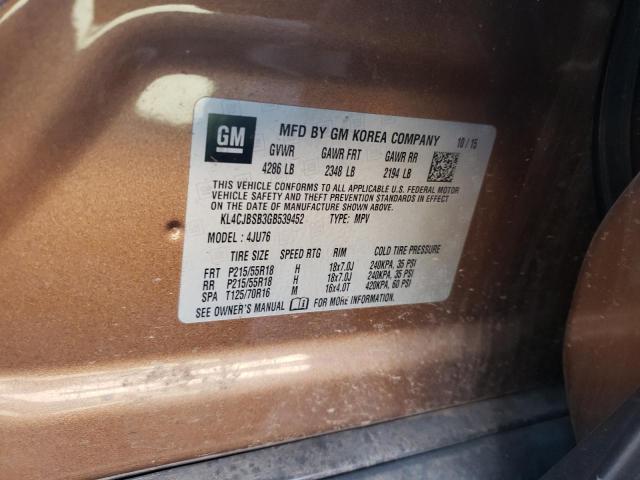 GM
MFD BY GM KOREA COMPANY 10/15
GVWR GAWR FRT GAWR RR
4286 LB 2348 LB 2194 LB
THIS VEHICLE CONFORMS TO ALL APPLICABLE U.S. FEDERAL MOTOR
VEHICLE SAFETY AND THEFT PREVENTION STANDARDS IN EFFECT ON
THE DATE OF MANUFACTURE SHOWN ABOVE.
KL4CJBSB3GB539452 TYPE: MPV
MODEL : 4JU76
TIRE SIZE SPEED RTG RIM COLD TIRE PRESSURE
FRT P215/55R18 H 18x7.0J 240KPA, 35 PSI
RR P215/55R18 H 18x7.0J 240KPA, 35 PSI
SPA T125/70R16 M 16x4.0T 420KPA, 60 PSI
SEE OWNER'S MANUAL FOR MORE INFORMATION.